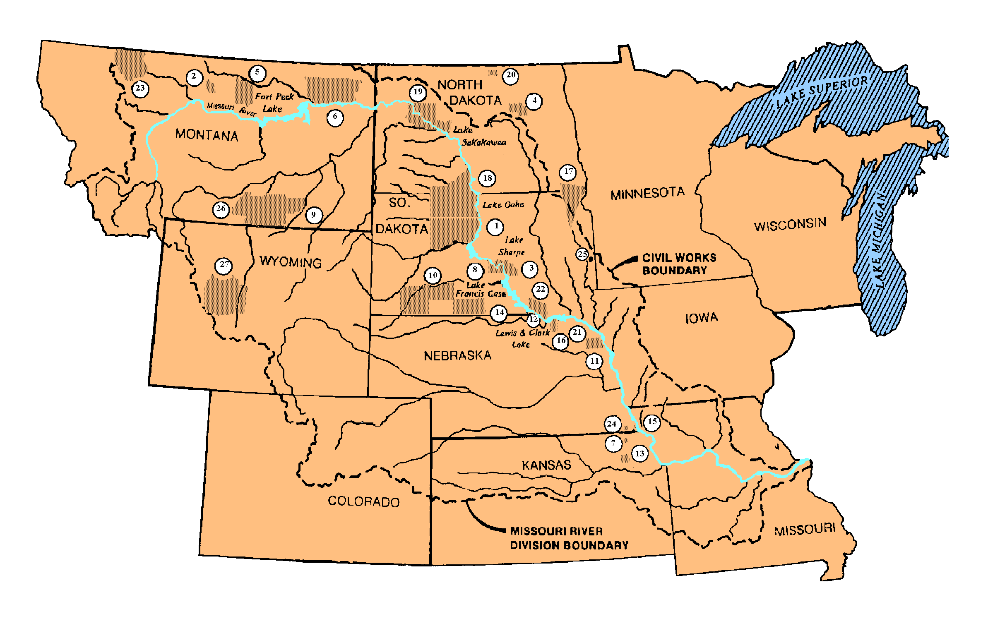 20
5
2
23
19
NORTH
DAKOTA
4
Fort Peck
Lake
Missouri River
6
LAKE SUPERIOR
MONTANA
Lake
Sakakawea
17
18
MINNESOTA
SO.
DAKOTA
Lake Oahe
26
9
1
WISCONSIN
LAKE MICHIGAN
Lake
Sharpe
25
CIVIL WORKS
BOUNDARY
27
WYOMING
10
8
3
Lake
Francis Case
22
14
12
IOWA
Lewis & Clark
Lake
21
16
NEBRASKA
11
24
15
7
13
4
KANSAS
COLORADO
MISSOURI RIVER
DIVISION BOUNDARY
MISSOURI